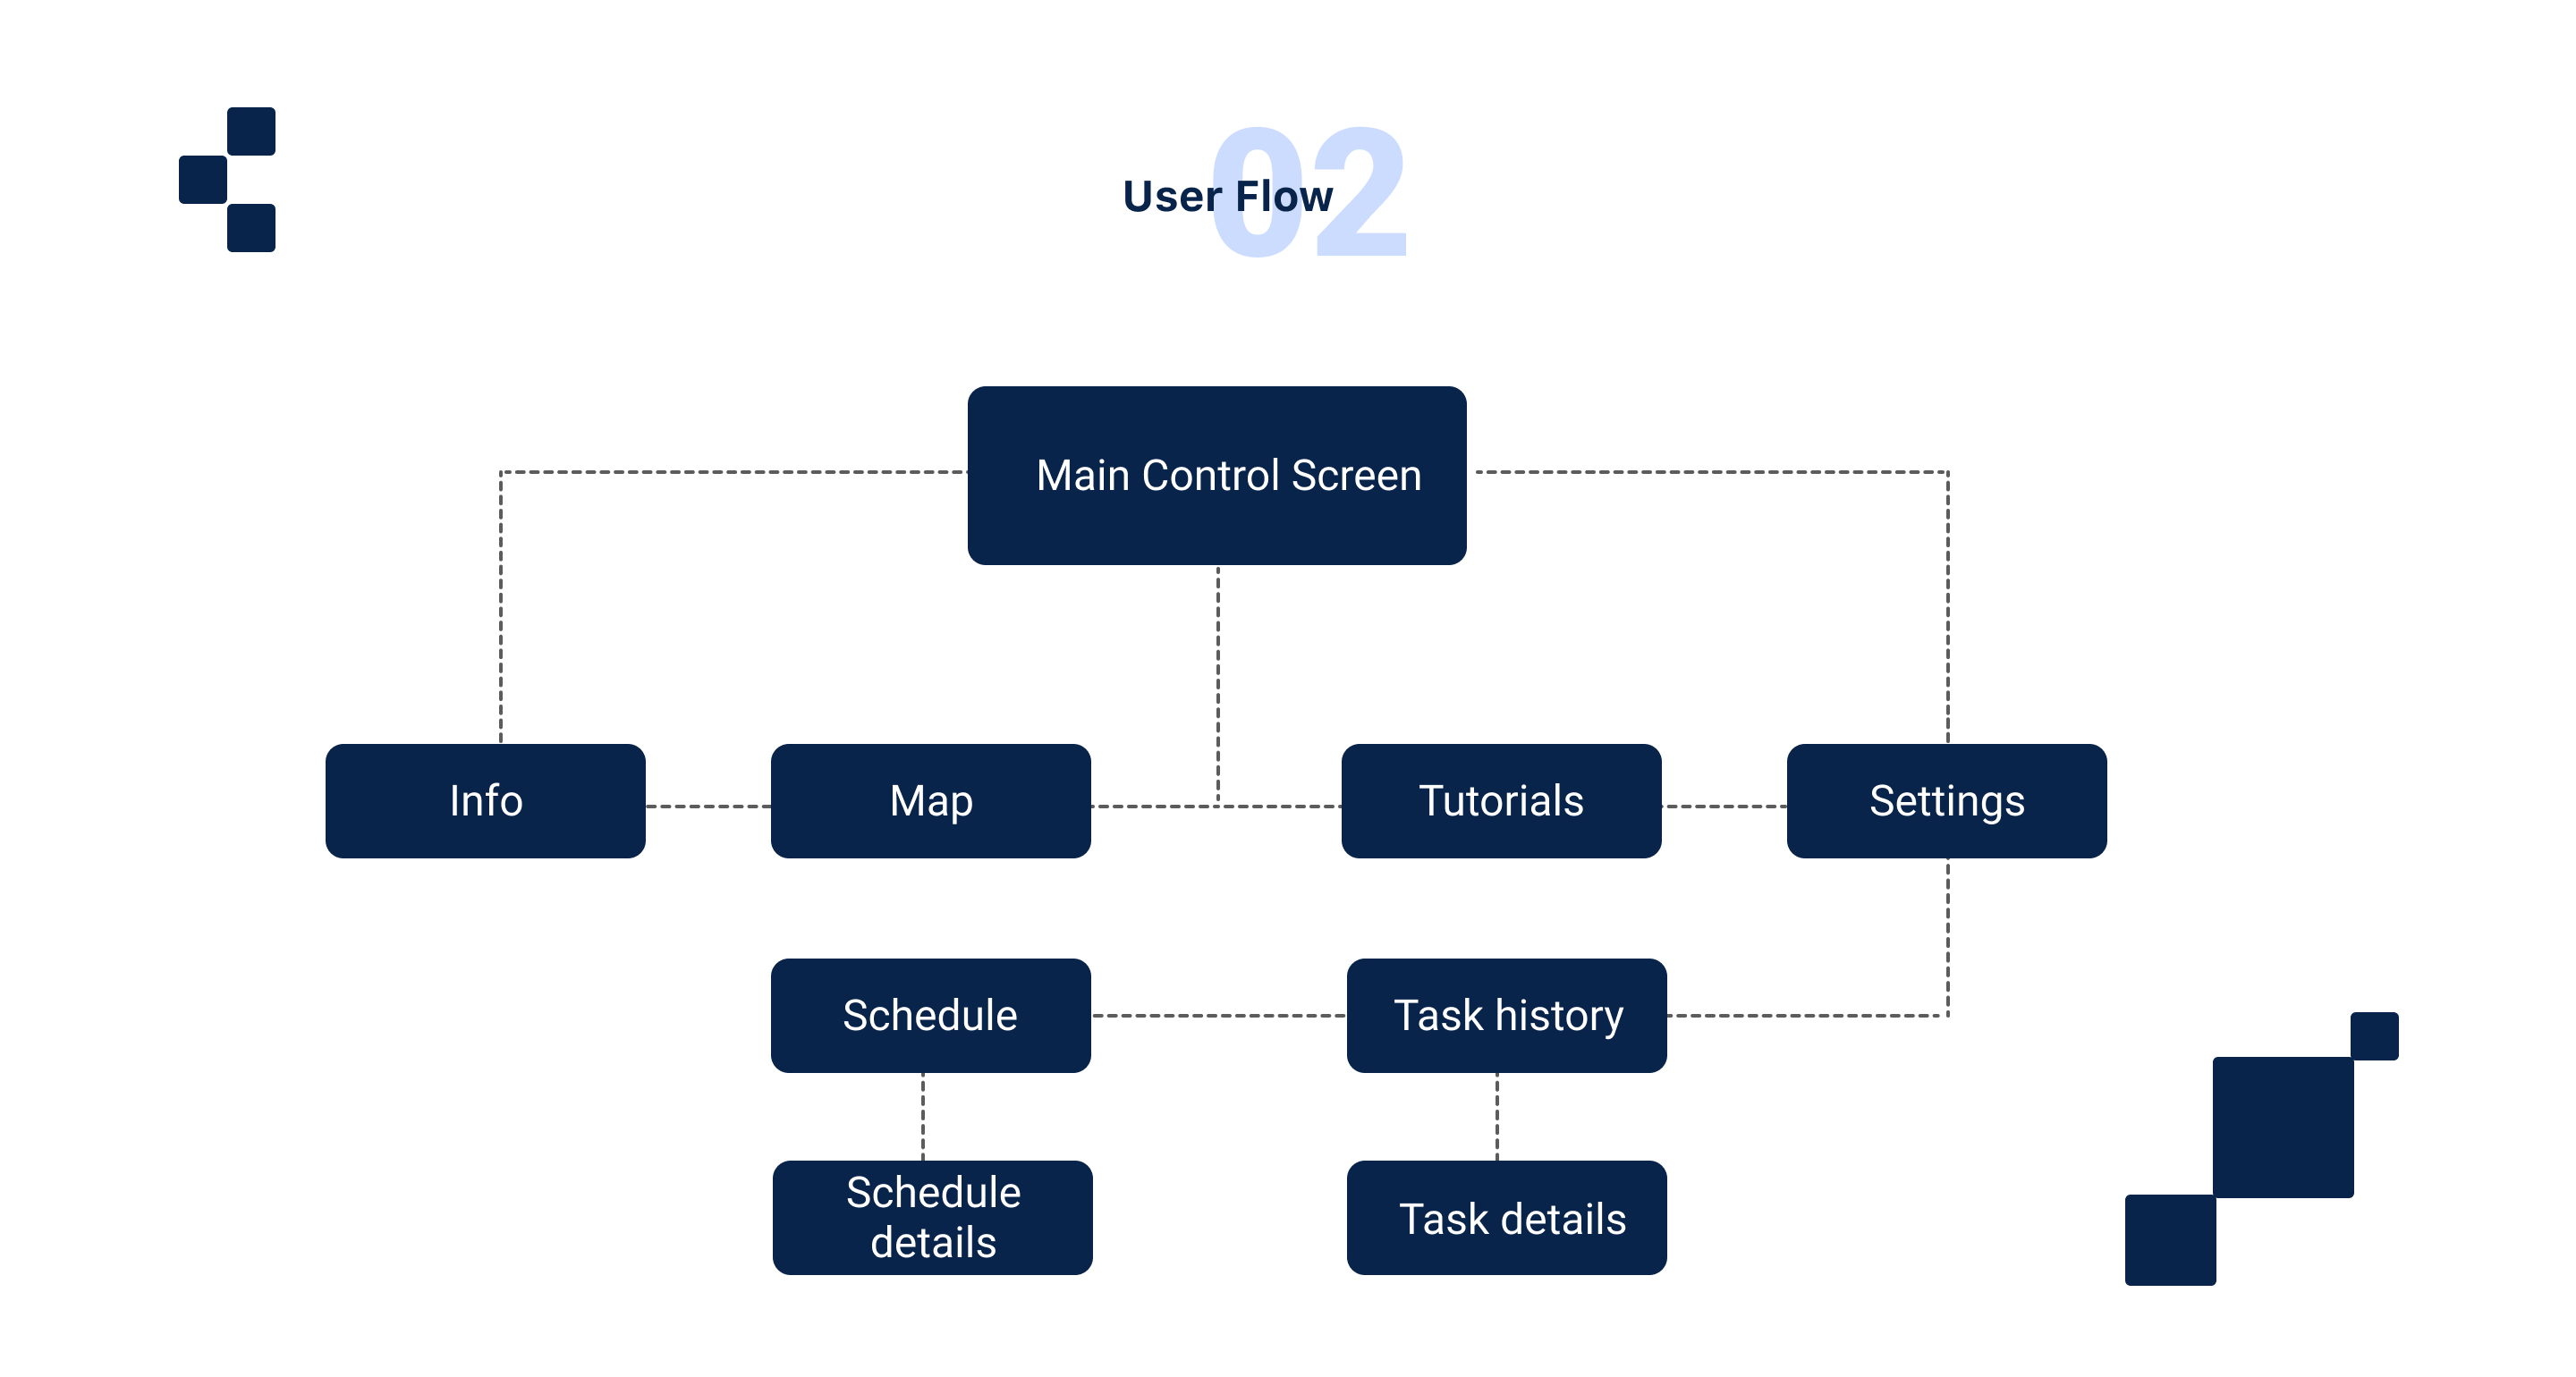 02
User Flow
Main Control Screen
Info
Map
Tutorials
Settings
Schedule
Task history
Schedule
details
Task details